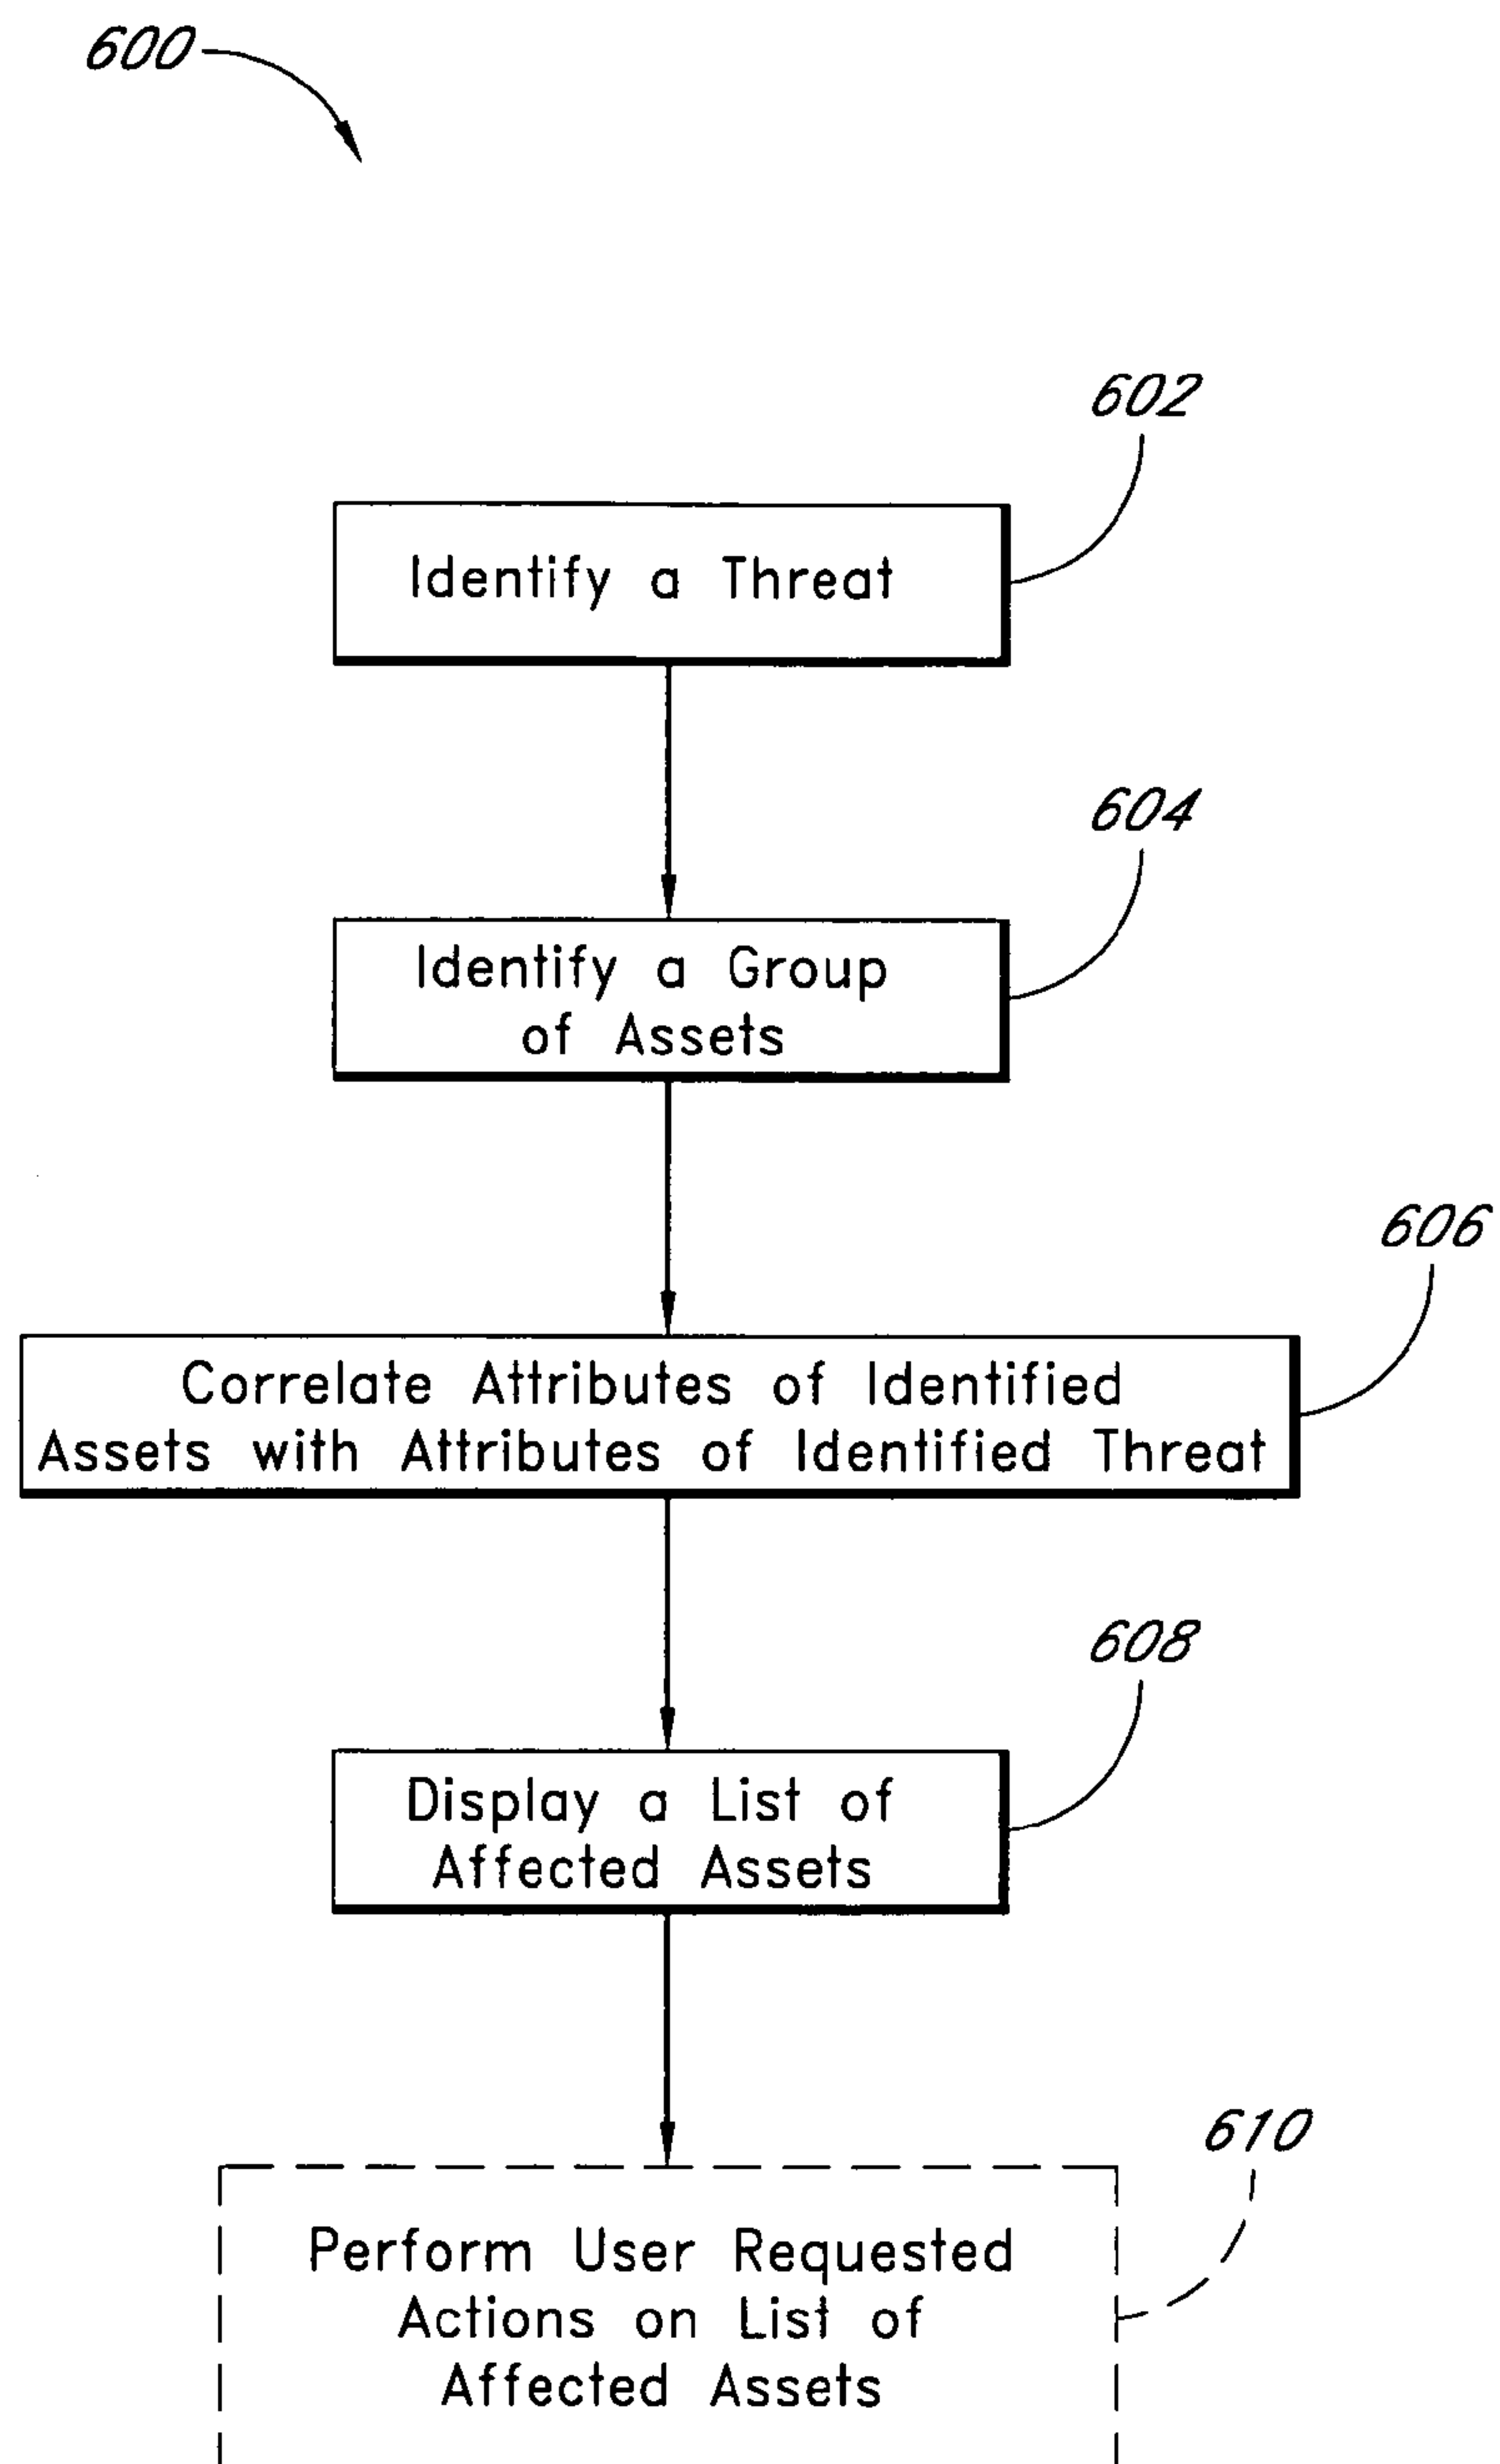 600
602
Identify a Threat
604
Identify a Group
of Assets
606
Correlate Attributes of Identified
Assets with Attributes of Identified Threat
608
Display a List of
Affected Assets
610
Perform User Requested
Actions on List of
Affected Assets